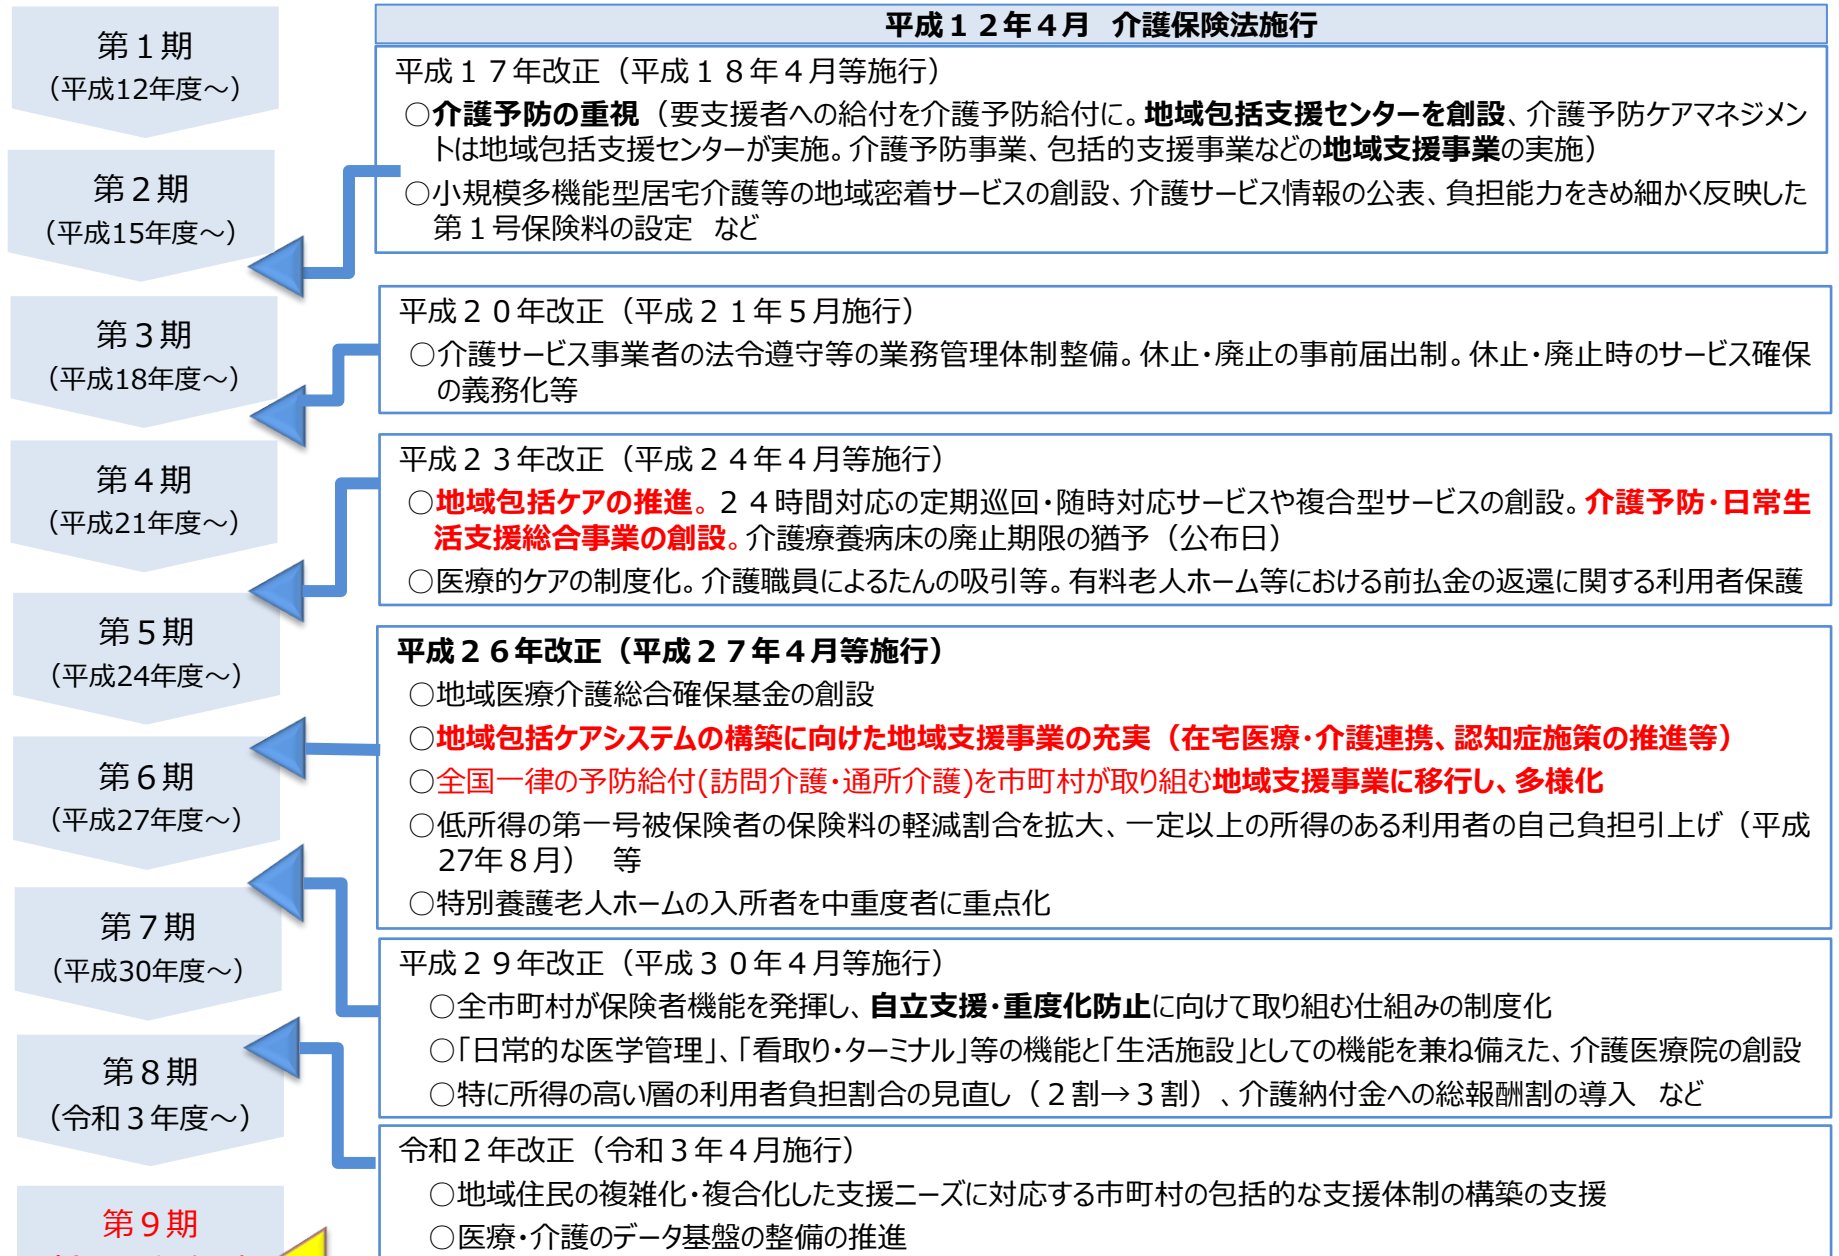 平成１２年４月 介護保険法施行
第１期
（平成12年度～）
平成１７年改正（平成１８年４月等施行）
○介護予防の重視（要支援者への給付を介護予防給付に。地域包括支援センターを創設、介護予防ケアマネジメン
トは地域包括支援センターが実施。介護予防事業、包括的支援事業などの地域支援事業の実施）
○小規模多機能型居宅介護等の地域密着サービスの創設、介護サービス情報の公表、負担能力をきめ細かく反映した
第１号保険料の設定 など
第２期
（平成15年度～）
平成２０年改正（平成２１年５月施行）
○介護サービス事業者の法令遵守等の業務管理体制整備。休止・廃止の事前届出制。休止・廃止時のサービス確保
の義務化等
第３期
（平成18年度～）
平成２３年改正（平成２４年４月等施行）
○地域包括ケアの推進。２４時間対応の定期巡回・随時対応サービスや複合型サービスの創設。介護予防・日常生
活支援総合事業の創設。介護療養病床の廃止期限の猶予（公布日）
○医療的ケアの制度化。介護職員によるたんの吸引等。有料老人ホーム等における前払金の返還に関する利用者保護
第４期
（平成21年度～）
第５期
（平成24年度～）
平成２６年改正（平成２７年４月等施行）
○地域医療介護総合確保基金の創設
○地域包括ケアシステムの構築に向けた地域支援事業の充実（在宅医療・介護連携、認知症施策の推進等）
○全国一律の予防給付(訪問介護・通所介護)を市町村が取り組む地域支援事業に移行し、多様化
○低所得の第一号被保険者の保険料の軽減割合を拡大、一定以上の所得のある利用者の自己負担引上げ（平成
27年８月） 等
○特別養護老人ホームの入所者を中重度者に重点化
第６期
（平成27年度～）
第７期
（平成30年度～）
平成２９年改正（平成３０年４月等施行）
○全市町村が保険者機能を発揮し、自立支援・重度化防止に向けて取り組む仕組みの制度化
○「日常的な医学管理」、「看取り・ターミナル」等の機能と「生活施設」としての機能を兼ね備えた、介護医療院の創設
○特に所得の高い層の利用者負担割合の見直し（２割→３割）、介護納付金への総報酬割の導入 など
第８期
（令和３年度～）
令和２年改正（令和３年４月施行）
○地域住民の複雑化・複合化した支援ニーズに対応する市町村の包括的な支援体制の構築の支援
○医療・介護のデータ基盤の整備の推進
第９期